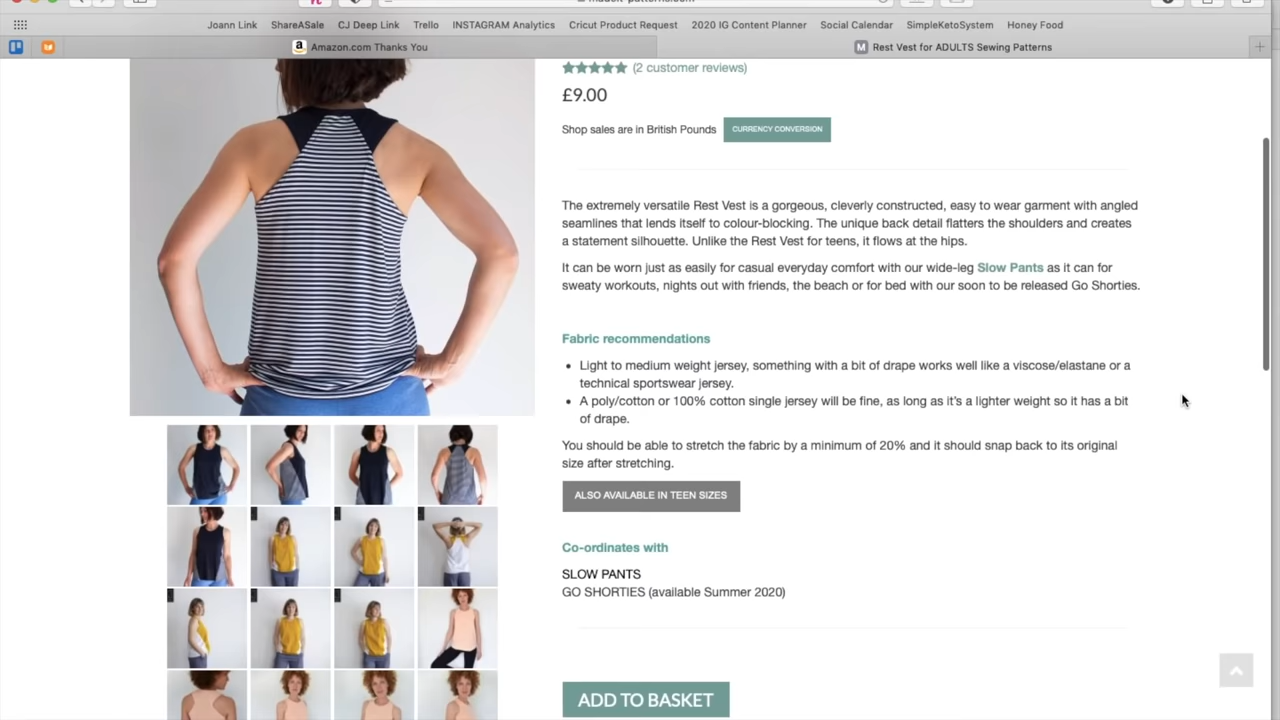 Joann Link ShareASale CJ Deep Link Trello INSTAGRAM Analytics Cricut Product Request 2020 IG Content Planner Social Calendar SimpleKetoSystem Honey Food
Amazon.com Thanks You
M Rest Vest for ADULTS Sewing Patterns
(2 customer reviews)
£9.00
Shop sales are in British Pounds
CURRENCY CONVERSION
The extremely versatile Rest Vest is a gorgeous, cleverly constructed, easy to wear garment with angled
seamlines that lends itself to colour-blocking. The unique back detail flatters the shoulders and creates
a statement silhouette. Unlike the Rest Vest for teens, it flows at the hips.
It can be worn just as easily for casual everyday comfort with our wide-leg Slow Pants as it can for
sweaty workouts, nights out with friends, the beach or for bed with our soon to be released Go Shorties.
Fabric recommendations
• Light to medium weight jersey, something with a bit of drape works well like a viscose/elastane or a
technical sportswear jersey.
• A poly/cotton or 100% cotton single jersey will be fine, as long as it's a lighter weight so it has a bit
of drape.
You should be able to stretch the fabric by a minimum of 20% and it should snap back to its original
size after stretching.
ALSO AVAILABLE IN TEEN SIZES
Co-ordinates with
SLOW PANTS
GO SHORTIES (available Summer 2020)
ADD TO BASKET